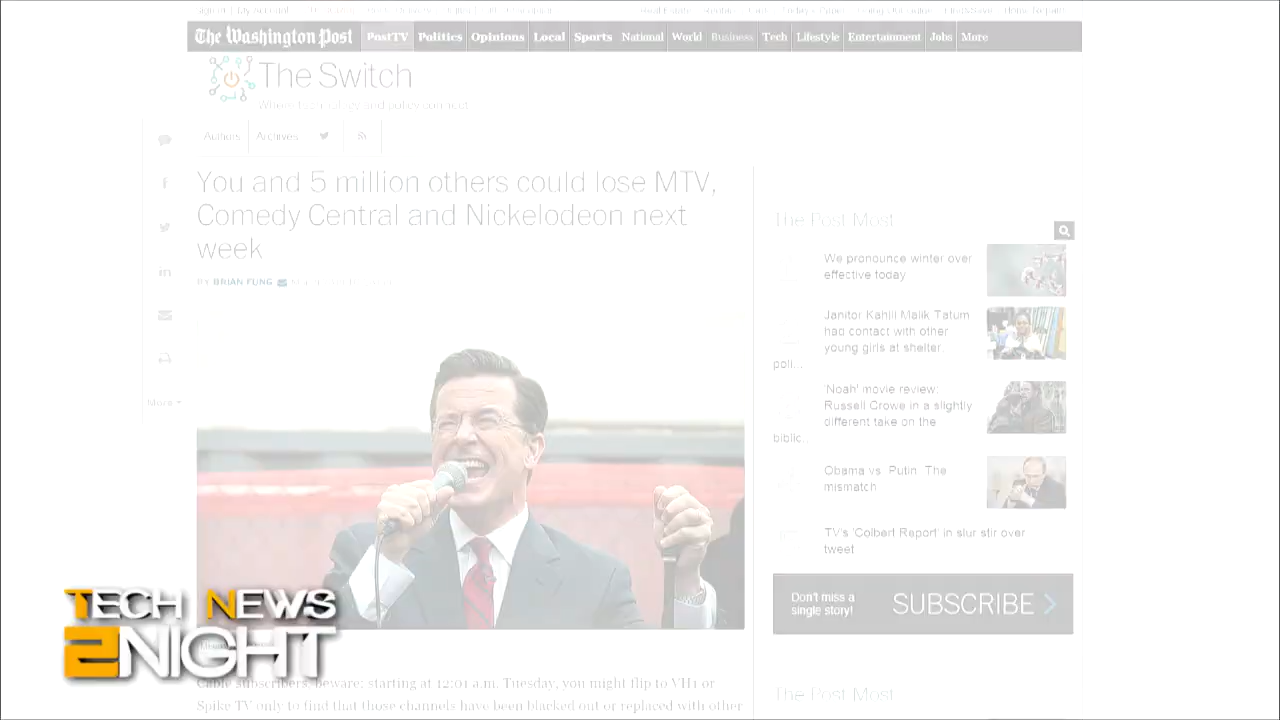 The Washington Post
PostTV
Politics
Opinions
Local
Sports
National
World
Business
Tech
Lifestyle
Entertainment
Jobs
More
The Switch
Where technology and policy connect
Authors
Archives
You and 5 million others could lose MTV,
Comedy Central and Nickelodeon next
week
BY BRIAN FUNG
More
The Post Most
We pronounce winter over
effective today
Janitor Kahlil Malik Tatum
had contact with other
young girls at shelter,
poli...
'Noah' movie review:
Russell Crowe in a slightly
different take on the
biblic...
Obama vs. Putin: The
mismatch
TV's 'Colbert Report' in slur stir over
tweet
Don't miss a
single story!
SUBSCRIBE
TECH NEWS
2NIGHT
Cable subscribers, beware: starting at 12:01 a.m. Tuesday, you might flip to VH1 or
Spike TV only to find that those channels have been blacked out or replaced with other
The Post Most